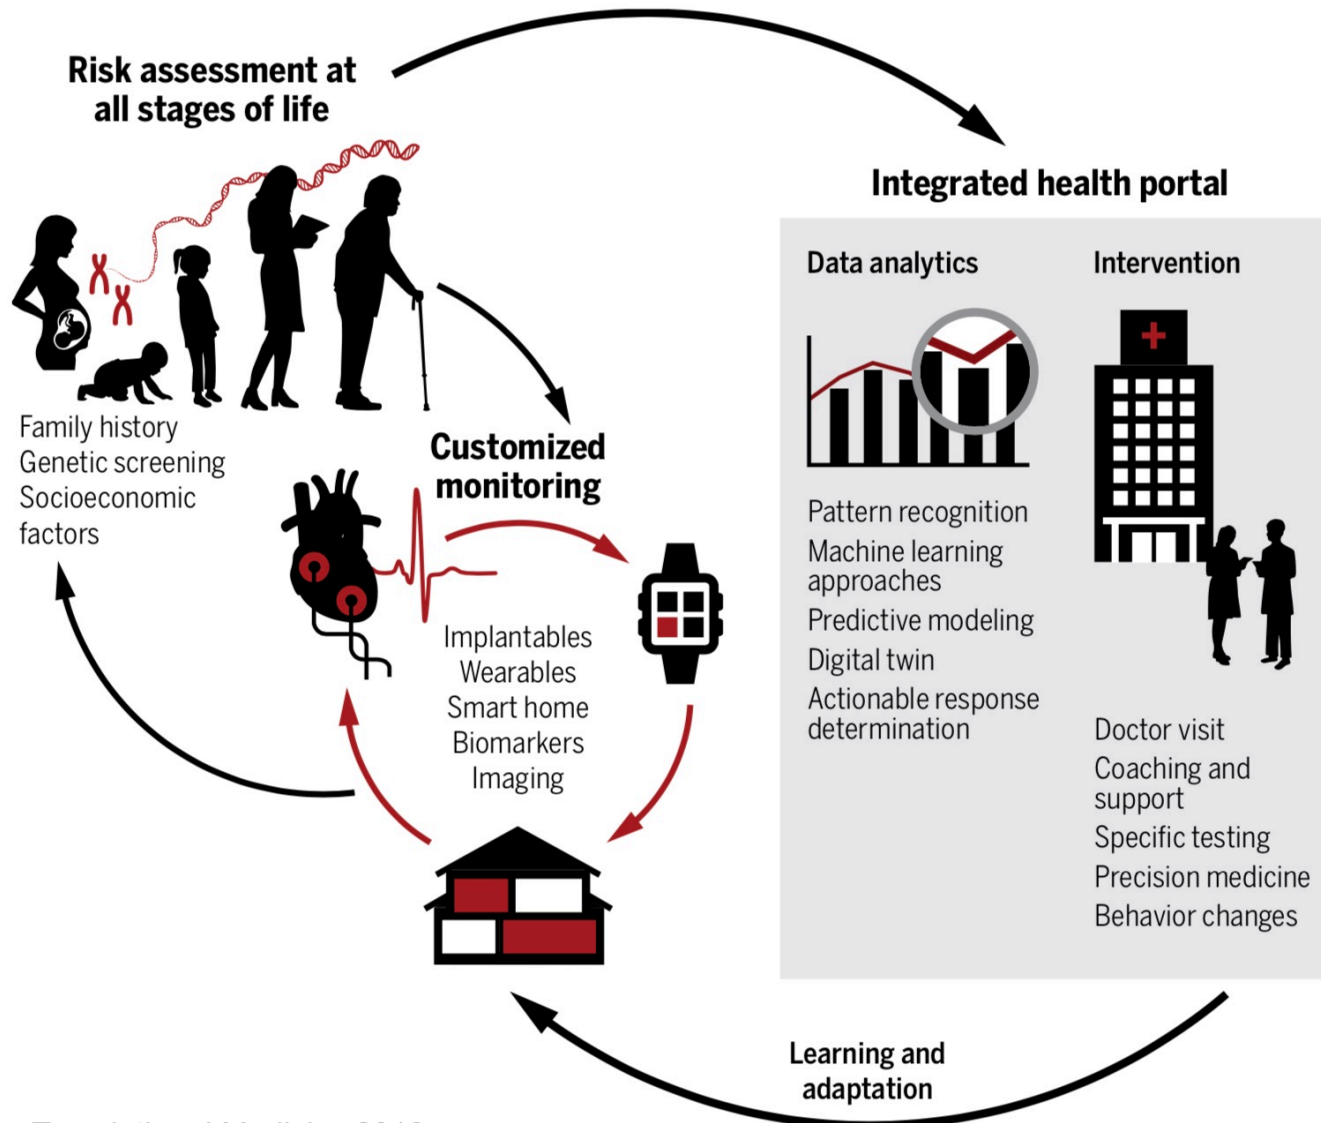 Risk assessment at
all stages of life
Family history
Genetic screening
Socioeconomic
factors
Customized
monitoring
Implantables
Wearables
Smart home
Biomarkers
Imaging
Integrated health portal
Data analytics
Pattern recognition
Machine learning
approaches
Predictive modeling
Digital twin
Actionable response
determination
Intervention
Doctor visit
Coaching and
support
Specific testing
Precision medicine
Behavior changes
Learning and
adaptation